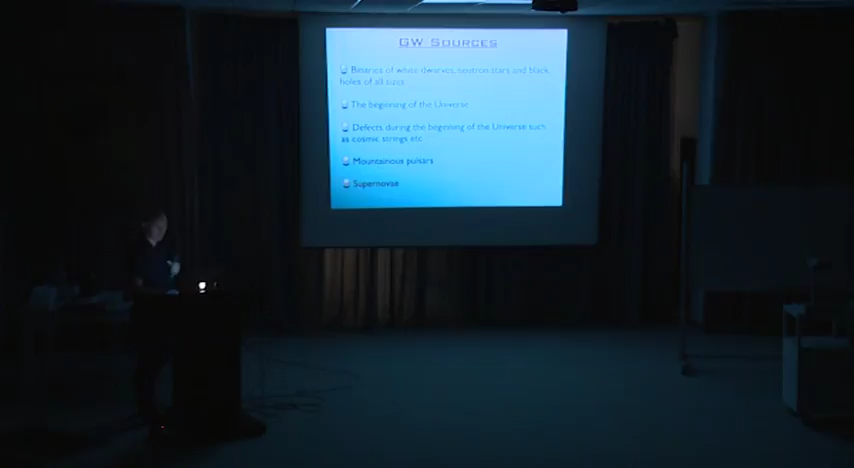 GW Sources
Binaries of white dwarves, neutron stars and black
holes of all sizes
The beginning of the Universe
Defects during the beginning of the Universe such
as cosmic strings etc
Mountainous pulsars
Supernovae